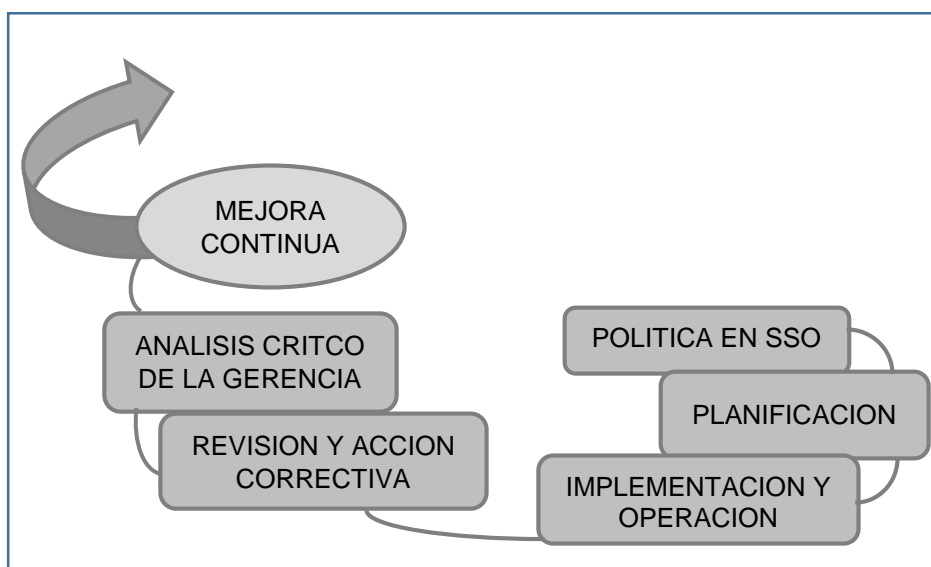 MEJORA
CONTINUA
ANALISIS CRITCO
DE LA GERENCIA
REVISION Y ACCION
CORRECTIVA
POLITICA EN SSO
PLANIFICACION
IMPLEMENTACION Y
OPERACION